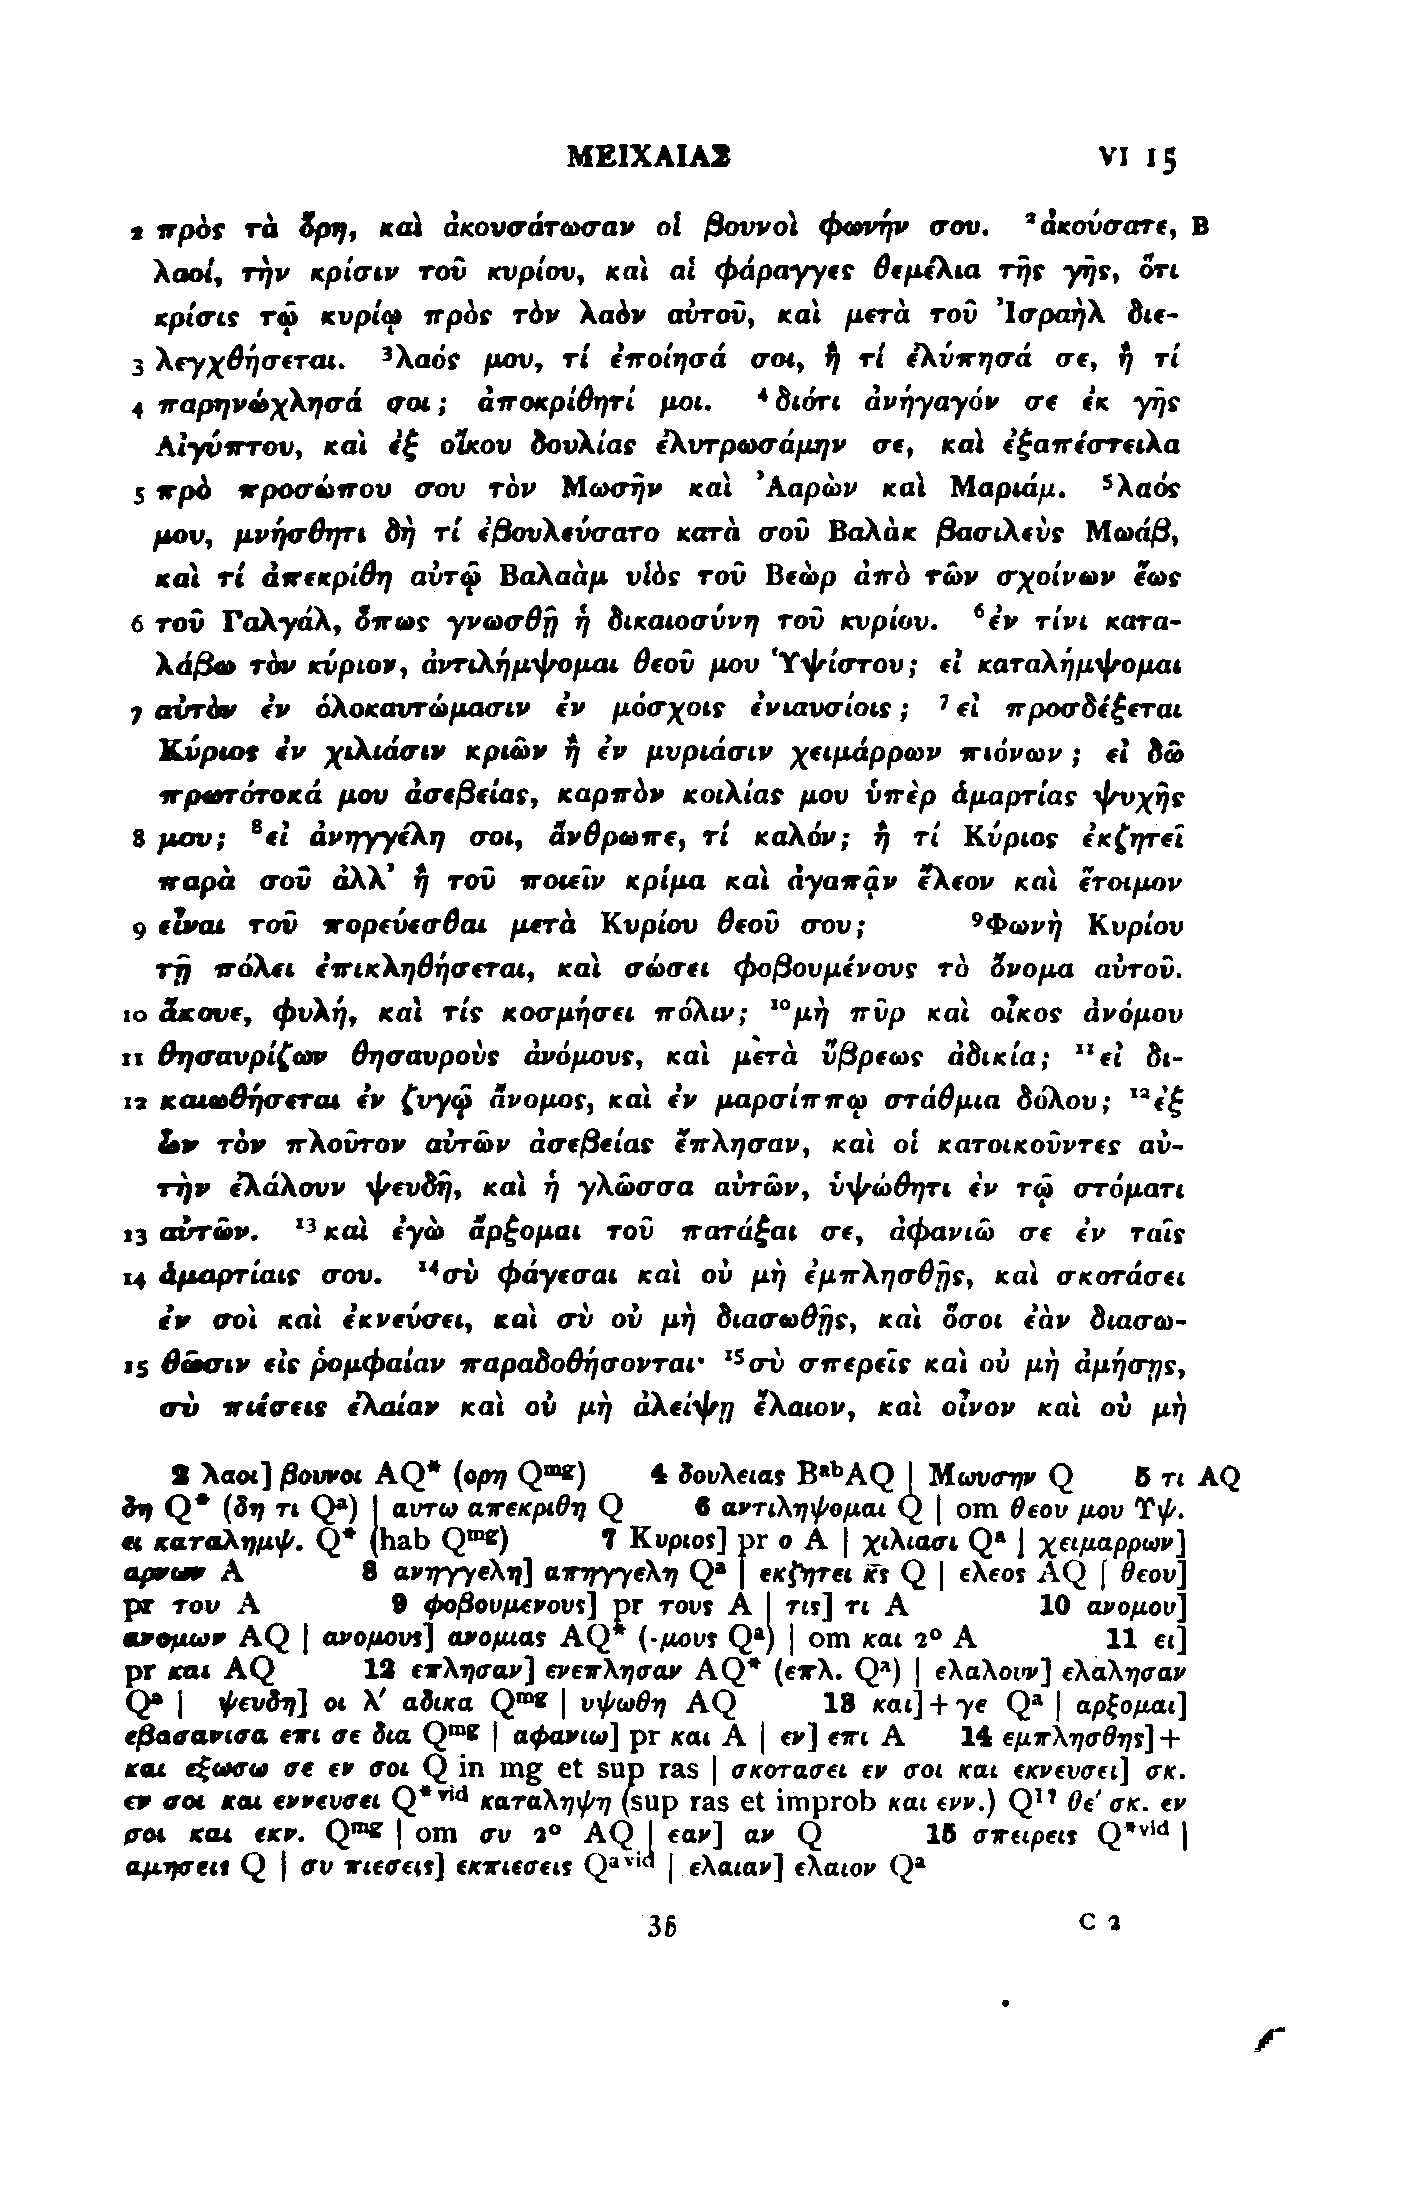 ΜΕΙΧΑΙΑΣ VI 15
2 πρὸς τὰ ὄρη, καὶ ἀκουσάτωσαν οἱ βουνοὶ φωνήν σου. ²ἀκούσατε, B
λαοί, τὴν κρίσιν τοῦ κυρίου, καὶ αἱ φάραγγες θεμέλια τῆς γῆς, ὅτι
κρίσις τῷ κυρίῳ πρὸς τὸν λαὸν αὐτοῦ, καὶ μετὰ τοῦ Ἰσραὴλ διε-
3 λεγχθήσεται. ³λαός μου, τί ἐποίησά σοι, ἢ τί ἐλύπησά σε, ἢ τί
4 παρηνώχλησά σοι; ἀποκρίθητί μοι. ⁴διότι ἀνήγαγόν σε ἐκ γῆς
Αἰγύπτου, καὶ ἐξ οἴκου δουλίας ἐλυτρωσάμην σε, καὶ ἐξαπέστειλα
5 πρὸ προσώπου σου τὸν Μωσῆν καὶ Ἀαρὼν καὶ Μαριάμ. ⁵λαός
μου, μνήσθητι δὴ τί ἐβουλεύσατο κατὰ σοῦ Βαλὰκ βασιλεὺς Μωάβ,
καὶ τί ἀπεκρίθη αὐτῷ Βαλαὰμ υἱὸς τοῦ Βεὼρ ἀπὸ τῶν σχοίνων ἕως
6 τοῦ Γαλγάλ, ὅπως γνωσθῇ ἡ δικαιοσύνη τοῦ κυρίου. ⁶ἐν τίνι κατα-
λάβω τὸν κύριον, ἀντιλήμψομαι θεοῦ μου Ὑψίστου; εἰ καταλήμψομαι
7 αὐτὸν ἐν ὁλοκαυτώμασιν ἐν μόσχοις ἐνιαυσίοις; ⁷εἰ προσδέξεται
Κύριος ἐν χιλιάσιν κριῶν ἢ ἐν μυριάσιν χειμάρρων πιόνων; εἰ δῶ
πρωτότοκά μου ἀσεβείας, καρπὸν κοιλίας μου ὑπὲρ ἁμαρτίας ψυχῆς
8 μου; ⁸εἰ ἀνηγγέλη σοι, ἄνθρωπε, τί καλόν; ἢ τί Κύριος ἐκζητεῖ
παρὰ σοῦ ἀλλ' ἢ τοῦ ποιεῖν κρίμα καὶ ἀγαπᾷν ἔλεον καὶ ἕτοιμον
9 εἶναι τοῦ πορεύεσθαι μετὰ Κυρίου θεοῦ σου; ⁹Φωνὴ Κυρίου
τῇ πόλει ἐπικληθήσεται, καὶ σώσει φοβουμένους τὸ ὄνομα αὐτοῦ.
10 ἄκουε, φυλή, καὶ τίς κοσμήσει πόλιν; ¹⁰μὴ πῦρ καὶ οἶκος ἀνόμου
11 θησαυρίζων θησαυροὺς ἀνόμους, καὶ μετὰ ὕβρεως ἀδικία; ¹¹εἰ δι-
12 καιωθήσεται ἐν ζυγῷ ἄνομος, καὶ ἐν μαρσίππῳ στάθμια δόλου; ¹²ἐξ
ὧν τὸν πλοῦτον αὐτῶν ἀσεβείας ἔπλησαν, καὶ οἱ κατοικοῦντες αὐ-
τὴν ἐλάλουν ψευδῆ, καὶ ἡ γλῶσσα αὐτῶν, ὑψώθητι ἐν τῷ στόματι
13 αὐτῶν. ¹³καὶ ἐγὼ ἄρξομαι τοῦ πατάξαι σε, ἀφανιῶ σε ἐν ταῖς
14 ἁμαρτίαις σου. ¹⁴σὺ φάγεσαι καὶ οὐ μὴ ἐμπλησθῇς, καὶ σκοτάσει
ἐν σοὶ καὶ ἐκνεύσει, καὶ σὺ οὐ μὴ διασωθῇς, καὶ ὅσοι ἐὰν διασω-
15 θῶσιν εἰς ῥομφαίαν παραδοθήσονται· ¹⁵σὺ σπερεῖς καὶ οὐ μὴ ἀμήσῃς,
σὺ πιέσεις ἐλαίαν καὶ οὐ μὴ ἀλείψῃ ἔλαιον, καὶ οἶνον καὶ οὐ μὴ
2 λαοι] βουνοι AQ* (ορη Qᵐᵍ) 4 δουλειας BᵃᵇAQ | Μωυσην Q 5 τι AQ
δη Q* (δη τι Qᵃ) | αυτω απεκριθη Q 6 αντιληψομαι Q | om θεου μου Υψ.
ει καταλημψ. Q* (hab Qᵐᵍ) 7 Κυριος] pr ο A | χιλιασι Qᵃ | χειμαρρων]
αρνων A 8 ανηγγελη] απηγγελη Qᵃ | εκζητει κ̅ς̅ Q | ελεος AQ | θεου]
pr του A 9 φοβουμενους] pr τους A | τις] τι A 10 ανομου]
ανομων AQ | ανομους] ανομιας AQ* (-μους Qᵃ) | om και 2° A 11 ει]
pr και AQ 12 επλησαν] ενεπλησαν AQ* (επλ. Qᵃ) | ελαλουν] ελαλησαν
Qᵃ | ψευδη] οι λ′ αδικα Qᵐᵍ | υψωθη AQ 13 και]+γε Qᵃ | αρξομαι]
εβασανισα επι σε δια Qᵐᵍ | αφανιω] pr και A | εν] επι A 14 εμπλησθης]+
και εξωσω σε εν σοι Q in mg et sup ras | σκοτασει εν σοι και εκνευσει] σκ.
εν σοι και εννευσει Q*ᵛⁱᵈ καταληψη (sup ras et improb και ενν.) Q¹? θε′ σκ. εν
σοι και εκν. Qᵐᵍ | om συ 2° AQ | εαν] αν Q 15 σπειρεις Q*ᵛⁱᵈ |
αμησεις Q | συ πιεσεις] εκπιεσεις Qᵃᵛⁱᵈ | ελαιαν] ελαιον Qᵃ
35 C 2